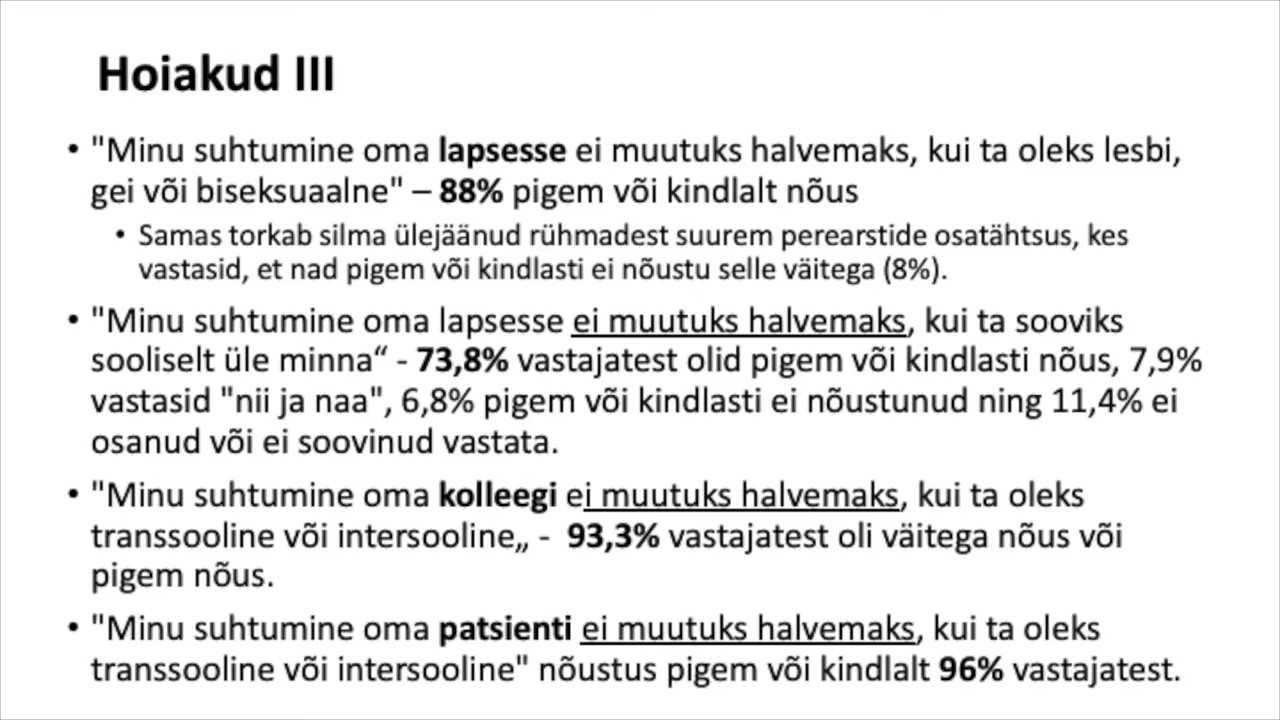 Hoiakud III
• "Minu suhtumine oma lapsesse ei muutuks halvemaks, kui ta oleks lesbi,
gei või biseksuaalne" – 88% pigem või kindlalt nõus
• Samas torkab silma ülejäänud rühmadest suurem perearstide osatähtsus, kes
vastasid, et nad pigem või kindlasti ei nõustu selle väitega (8%).
• "Minu suhtumine oma lapsesse ei muutuks halvemaks, kui ta sooviks
sooliselt üle minna“ - 73,8% vastajatest olid pigem või kindlasti nõus, 7,9%
vastasid "nii ja naa", 6,8% pigem või kindlasti ei nõustunud ning 11,4% ei
osanud või ei soovinud vastata.
• "Minu suhtumine oma kolleegi ei muutuks halvemaks, kui ta oleks
transsooline või intersooline„ - 93,3% vastajatest oli väitega nõus või
pigem nõus.
• "Minu suhtumine oma patsienti ei muutuks halvemaks, kui ta oleks
transsooline või intersooline" nõustus pigem või kindlalt 96% vastajatest.